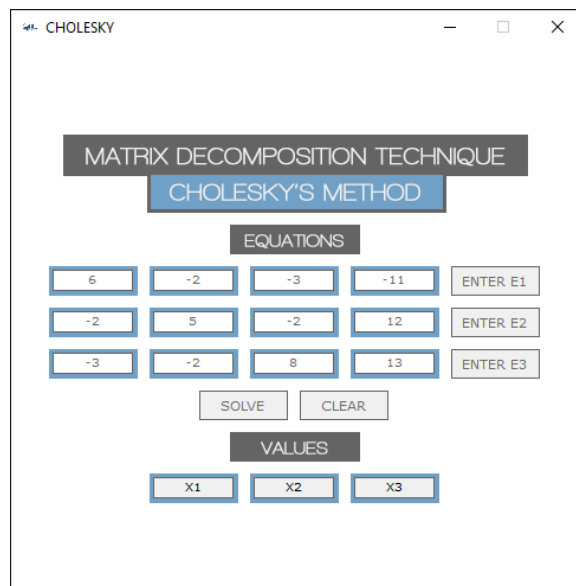 CHOLESKY
MATRIX DECOMPOSITION TECHNIQUE
CHOLESKY'S METHOD
EQUATIONS
6 -2 -3 -11 ENTER E1
-2 5 -2 12 ENTER E2
-3 -2 8 13 ENTER E3
SOLVE CLEAR
VALUES
X1 X2 X3